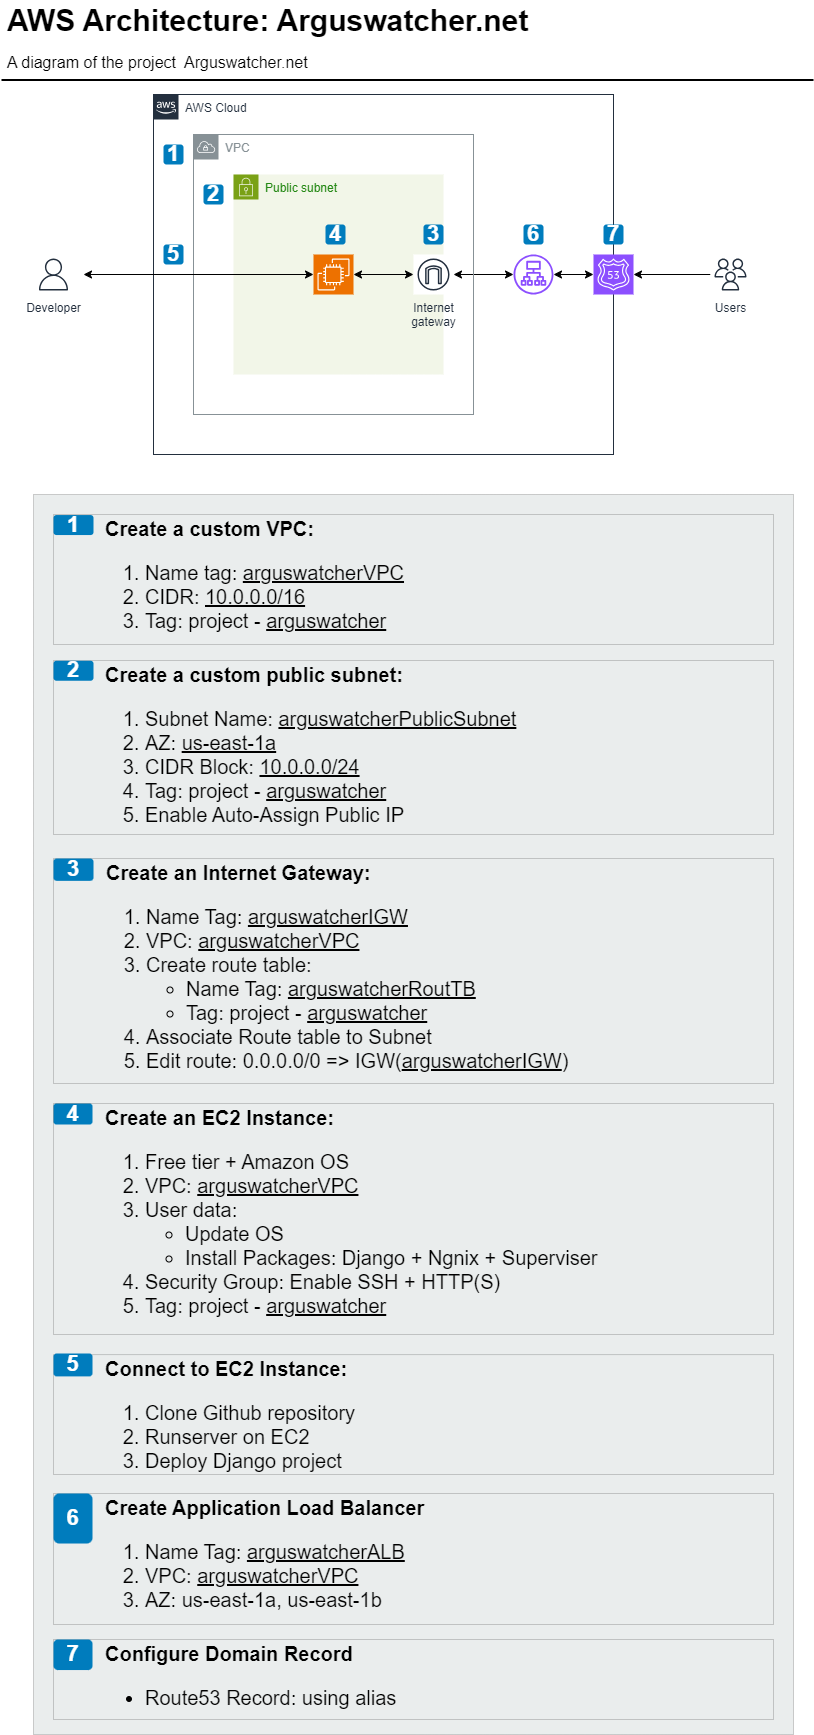 AWS Architecture: Arguswatcher.net
A diagram of the project Arguswatcher.net
aws AWS Cloud
1 VPC
2 Public subnet
5 4 3 6 7
53
Developer Internet Users
gateway
1 Create a custom VPC:
1. Name tag: arguswatcherVPC
2. CIDR: 10.0.0.0/16
3. Tag: project - arguswatcher
2 Create a custom public subnet:
1. Subnet Name: arguswatcherPublicSubnet
2. AZ: us-east-1a
3. CIDR Block: 10.0.0.0/24
4. Tag: project - arguswatcher
5. Enable Auto-Assign Public IP
3 Create an Internet Gateway:
1. Name Tag: arguswatcherIGW
2. VPC: arguswatcherVPC
3. Create route table:
◦ Name Tag: arguswatcherRoutTB
◦ Tag: project - arguswatcher
4. Associate Route table to Subnet
5. Edit route: 0.0.0.0/0 => IGW(arguswatcherIGW)
4 Create an EC2 Instance:
1. Free tier + Amazon OS
2. VPC: arguswatcherVPC
3. User data:
◦ Update OS
◦ Install Packages: Django + Ngnix + Superviser
4. Security Group: Enable SSH + HTTP(S)
5. Tag: project - arguswatcher
5 Connect to EC2 Instance:
1. Clone Github repository
2. Runserver on EC2
3. Deploy Django project
6 Create Application Load Balancer
1. Name Tag: arguswatcherALB
2. VPC: arguswatcherVPC
3. AZ: us-east-1a, us-east-1b
7 Configure Domain Record
• Route53 Record: using alias